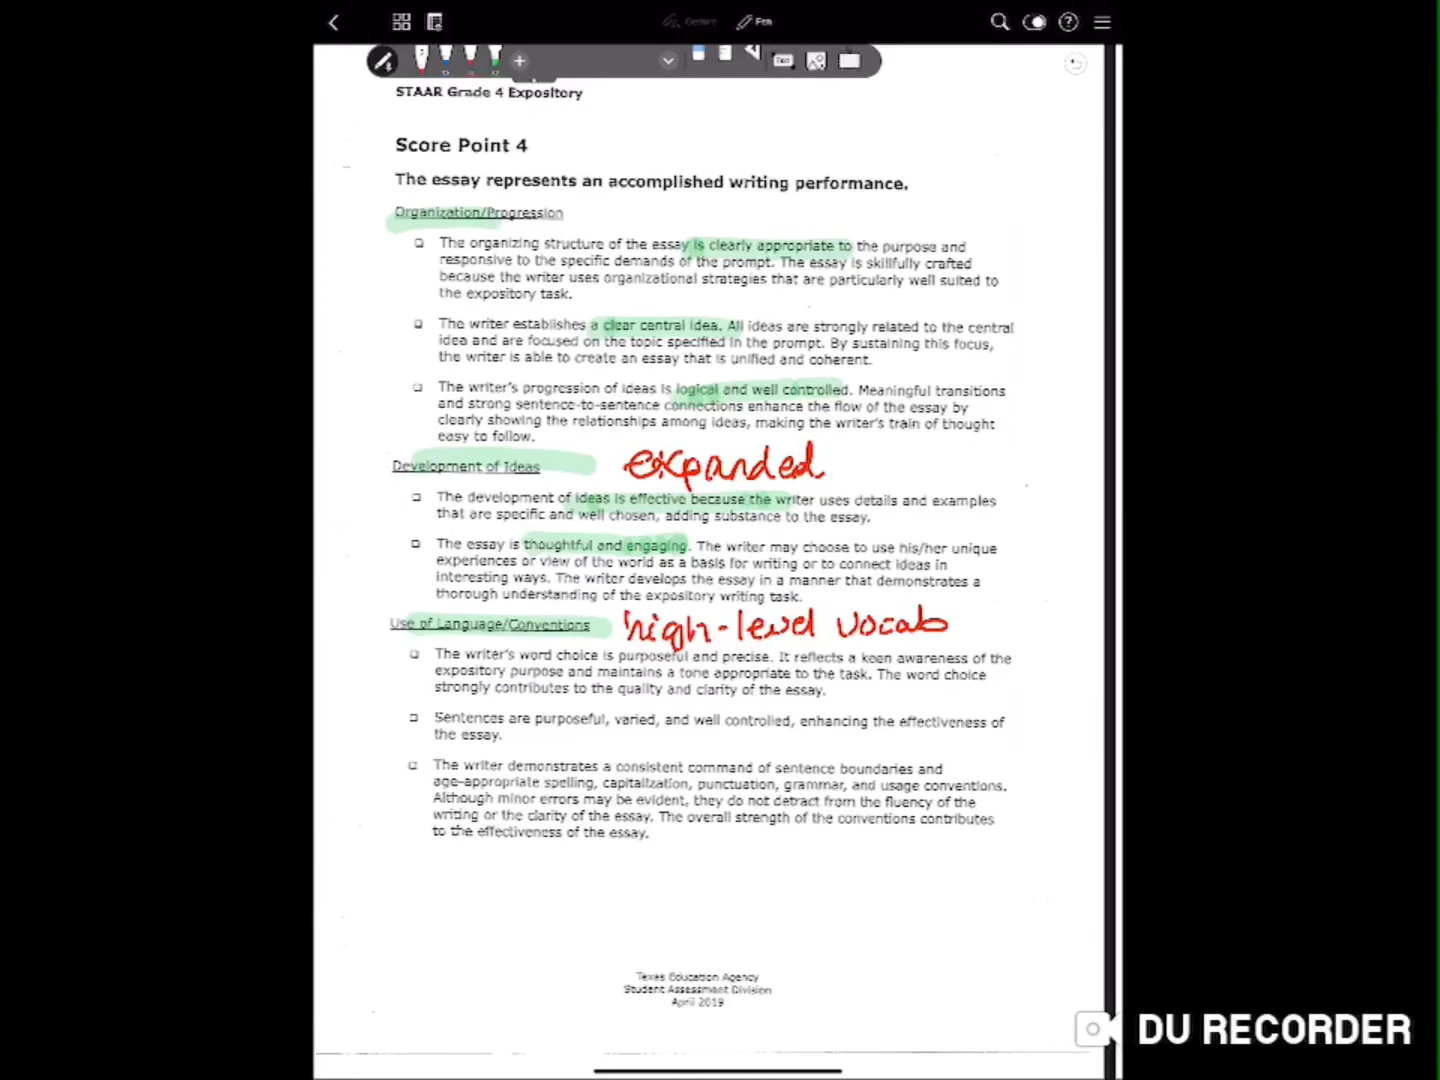 Pen
Text
STAAR Grade 4 Expository
Score Point 4
The essay represents an accomplished writing performance.
Organization/Progression
The organizing structure of the essay is clearly appropriate to the purpose and
responsive to the specific demands of the prompt. The essay is skillfully crafted
because the writer uses organizational strategies that are particularly well suited to
the expository task.
The writer establishes a clear central idea. All ideas are strongly related to the central
idea and are focused on the topic specified in the prompt. By sustaining this focus,
the writer is able to create an essay that is unified and coherent.
The writer's progression of ideas is logical and well controlled. Meaningful transitions
and strong sentence-to-sentence connections enhance the flow of the essay by
clearly showing the relationships among ideas, making the writer's train of thought
easy to follow.
Development of Ideas expanded
The development of ideas is effective because the writer uses details and examples
that are specific and well chosen, adding substance to the essay.
The essay is thoughtful and engaging. The writer may choose to use his/her unique
experiences or view of the world as a basis for writing or to connect ideas in
interesting ways. The writer develops the essay in a manner that demonstrates a
thorough understanding of the expository writing task.
Use of Language/Conventions high-level vocab
The writer's word choice is purposeful and precise. It reflects a keen awareness of the
expository purpose and maintains a tone appropriate to the task. The word choice
strongly contributes to the quality and clarity of the essay.
Sentences are purposeful, varied, and well controlled, enhancing the effectiveness of
the essay.
The writer demonstrates a consistent command of sentence boundaries and
age-appropriate spelling, capitalization, punctuation, grammar, and usage conventions.
Although minor errors may be evident, they do not detract from the fluency of the
writing or the clarity of the essay. The overall strength of the conventions contributes
to the effectiveness of the essay.
Texas Education Agency
Student Assessment Division
April 2019
DU RECORDER